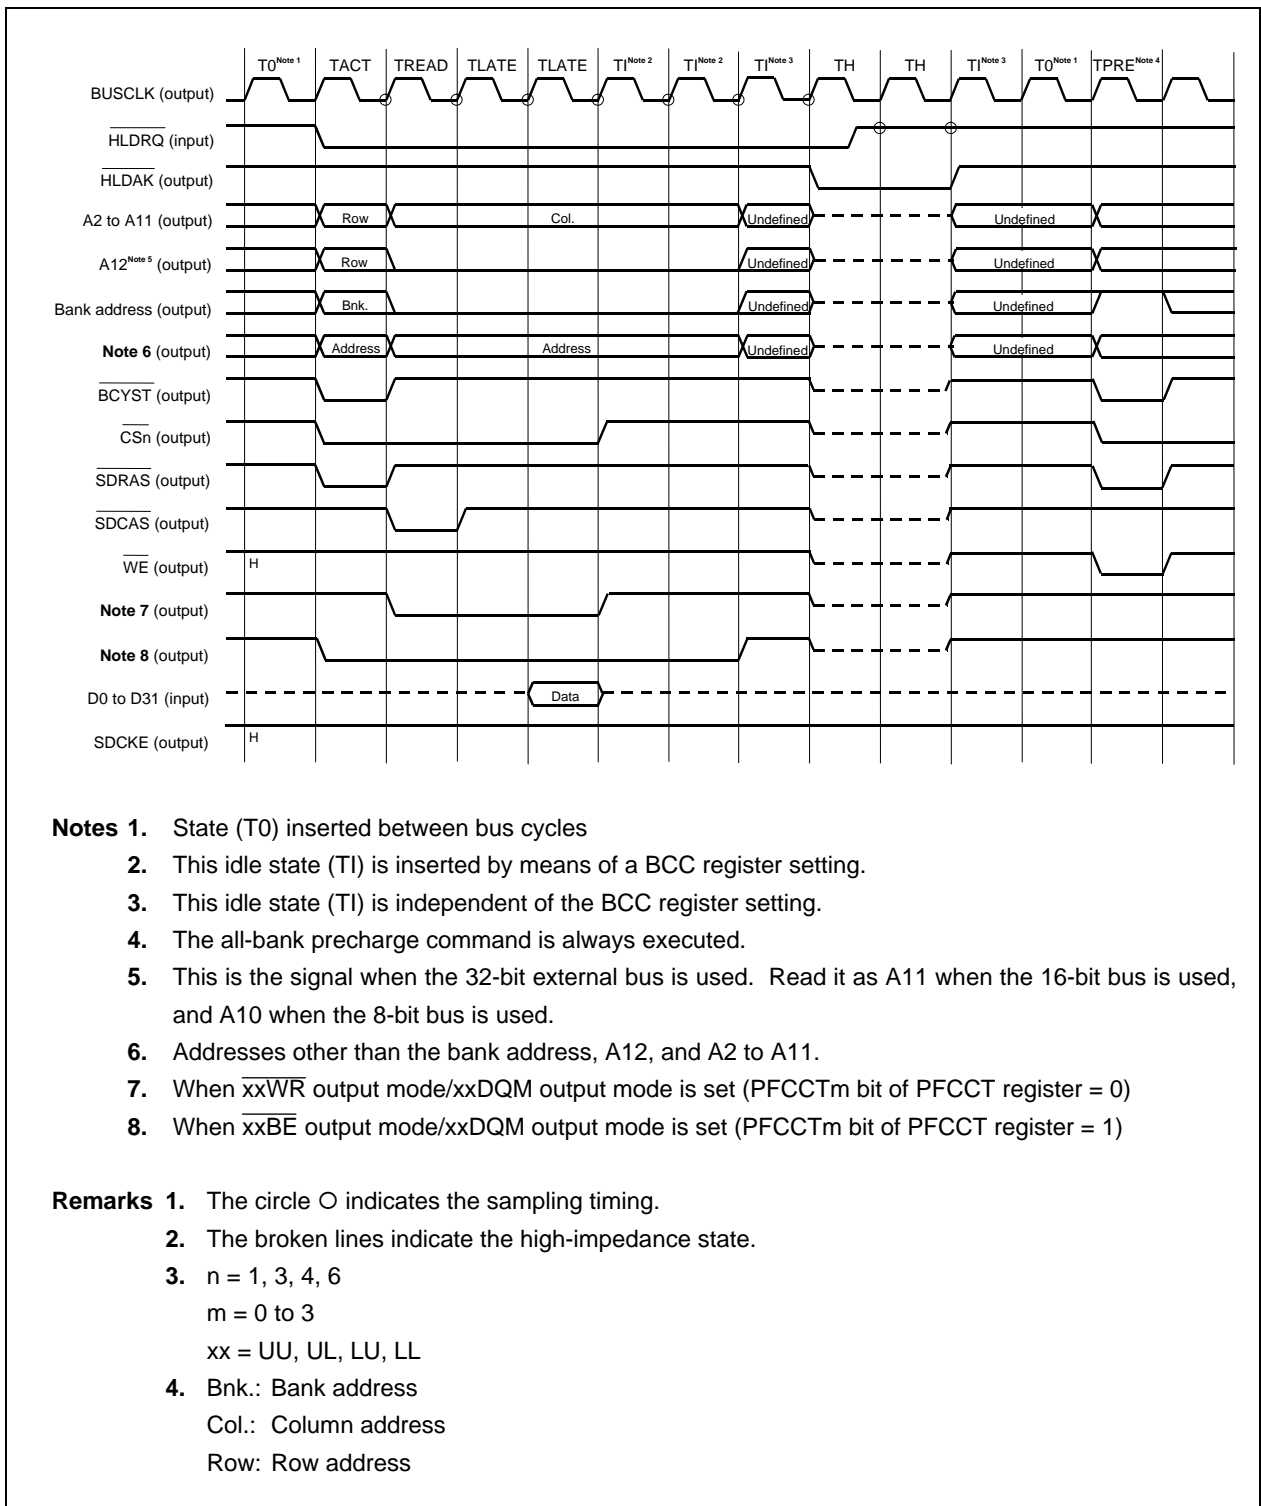 T0Note 1 TACT TREAD TLATE TLATE TINote 2 TINote 2 TINote 3 TH TH TINote 3 T0Note 1 TPRENote 4
BUSCLK (output)
HLDRQ (input)
HLDAK (output)
A2 to A11 (output) Row Col. Undefined Undefined
A12Note 5 (output) Row Undefined Undefined
Bank address (output) Bnk. Undefined Undefined
Note 6 (output) Address Address Undefined Undefined
BCYST (output)
CSn (output)
SDRAS (output)
SDCAS (output)
WE (output) H
Note 7 (output)
Note 8 (output)
D0 to D31 (input) Data
SDCKE (output) H
Notes 1. State (T0) inserted between bus cycles
2. This idle state (TI) is inserted by means of a BCC register setting.
3. This idle state (TI) is independent of the BCC register setting.
4. The all-bank precharge command is always executed.
5. This is the signal when the 32-bit external bus is used. Read it as A11 when the 16-bit bus is used,
and A10 when the 8-bit bus is used.
6. Addresses other than the bank address, A12, and A2 to A11.
7. When xxWR output mode/xxDQM output mode is set (PFCCTm bit of PFCCT register = 0)
8. When xxBE output mode/xxDQM output mode is set (PFCCTm bit of PFCCT register = 1)
Remarks 1. The circle O indicates the sampling timing.
2. The broken lines indicate the high-impedance state.
3. n = 1, 3, 4, 6
m = 0 to 3
xx = UU, UL, LU, LL
4. Bnk.: Bank address
Col.: Column address
Row: Row address